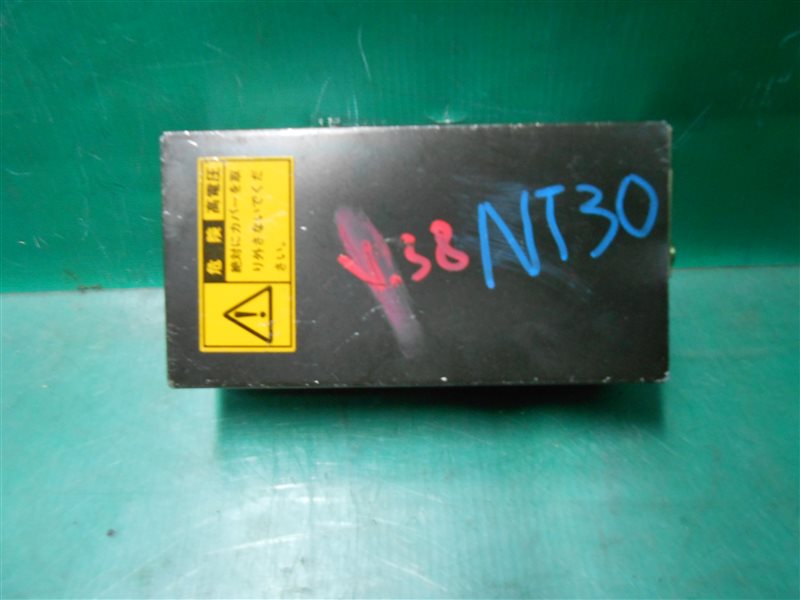 危険 高電圧
絶対にカバーを取
り外さないでくだ
さい。
NT30